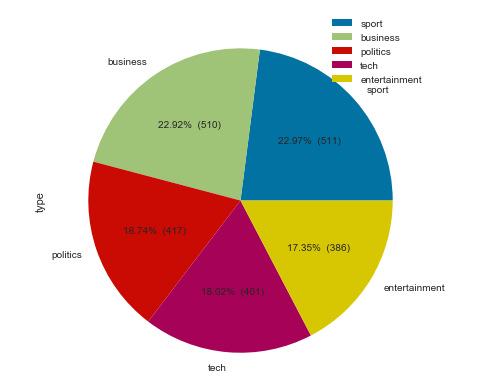 sport
business
politics
tech
entertainment
sport
business
22.92% (510)
22.97% (511)
type
18.74% (417)
17.35% (386)
politics
18.02% (401)
entertainment
tech